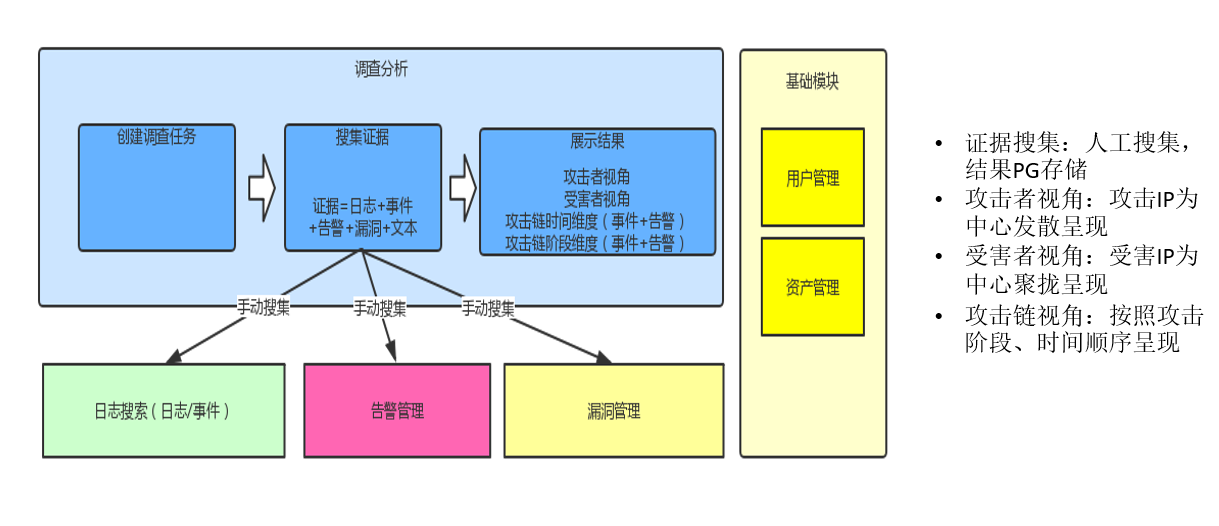 调查分析
创建调查任务
搜集证据
证据=日志+事件
+告警+漏洞+文本
展示结果
攻击者视角
受害者视角
攻击链时间维度（事件+告警）
攻击链阶段维度（事件+告警）
手动搜集
手动搜集
手动搜集
日志搜索（日志/事件）
告警管理
漏洞管理
基础模块
用户管理
资产管理
• 证据搜集：人工搜集，
结果PG存储
• 攻击者视角：攻击IP为
中心发散呈现
• 受害者视角：受害IP为
中心聚拢呈现
• 攻击链视角：按照攻击
阶段、时间顺序呈现